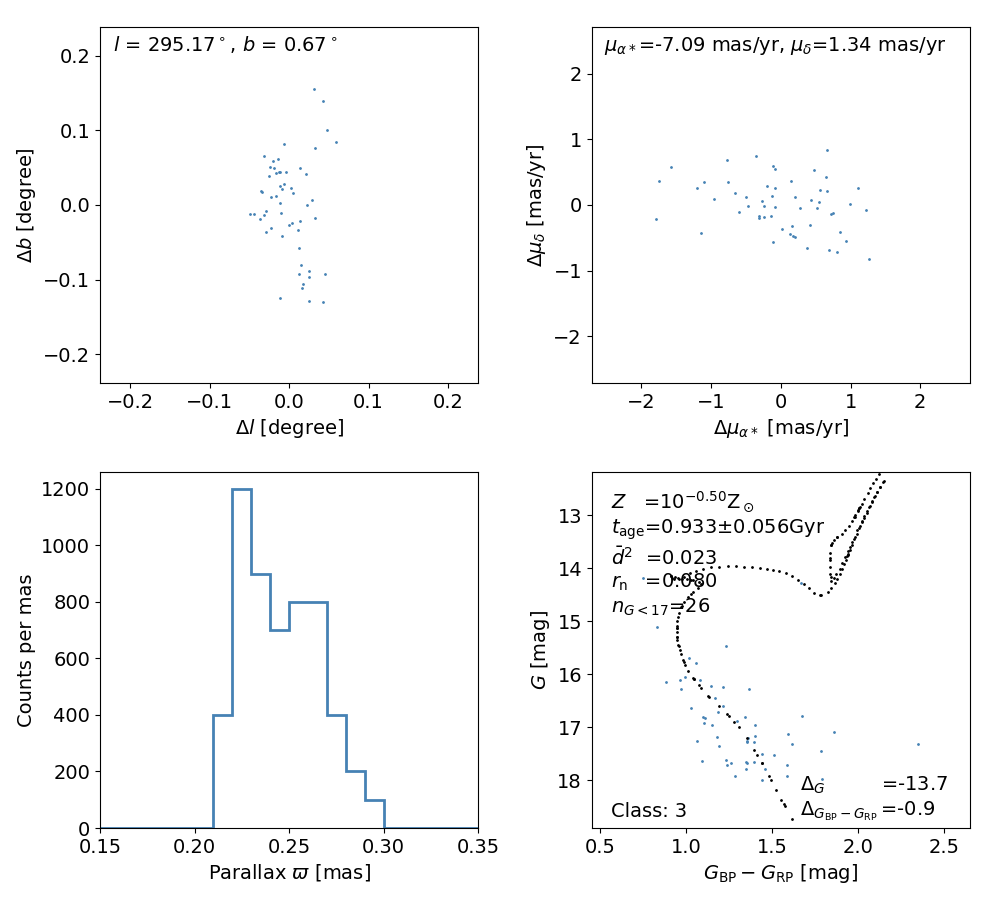 l = 295.17°, b = 0.67°
0.2
0.1
0.0
−0.1
−0.2
Δb [degree]
−0.2 −0.1 0.0 0.1 0.2
Δl [degree]
μα*=-7.09 mas/yr, μδ=1.34 mas/yr
2
1
0
−1
−2
Δμδ [mas/yr]
−2 −1 0 1 2
Δμα* [mas/yr]
1200
1000
800
600
400
200
0
Counts per mas
0.15 0.20 0.25 0.30 0.35
Parallax ϖ [mas]
Z =10^−0.50 Z⊙
t_age=0.933±0.056Gyr
d̄² =0.023
r_n =0.080
n_G<17=26
13
14
15
16
17
18
G [mag]
Δ_G =-13.7
Δ_G_BP−G_RP =-0.9
Class: 3
0.5 1.0 1.5 2.0 2.5
G_BP − G_RP [mag]